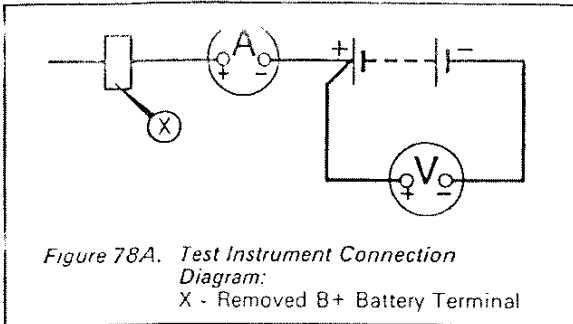 A
+ -
+ -
X
V
+ -
Figure 78A. Test Instrument Connection
Diagram:
X - Removed B+ Battery Terminal